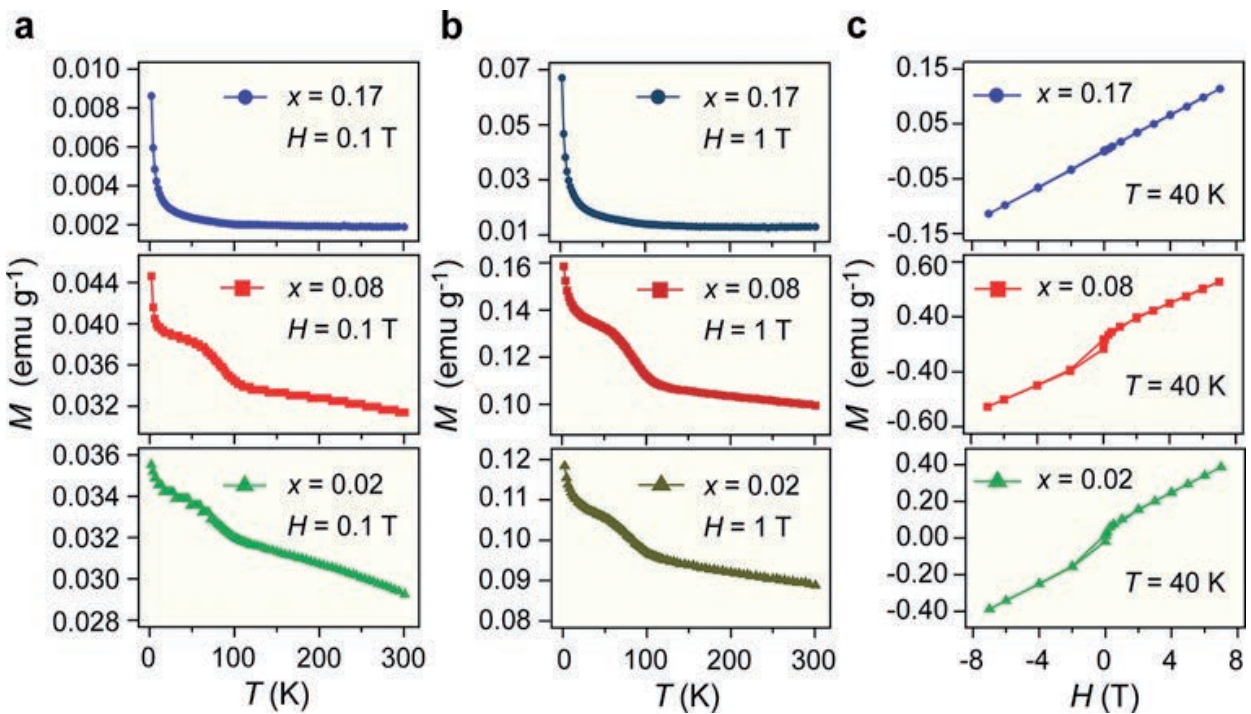 a
0.010
0.008
0.006
0.004
0.002
x = 0.17
H = 0.1 T
0.044
0.040
0.036
0.032
x = 0.08
H = 0.1 T
0.036
0.034
0.032
0.030
0.028
x = 0.02
H = 0.1 T
M (emu g⁻¹)
0 100 200 300
T (K)
b
0.07
0.05
0.03
0.01
x = 0.17
H = 1 T
0.16
0.14
0.12
0.10
x = 0.08
H = 1 T
0.12
0.11
0.10
0.09
0.08
x = 0.02
H = 1 T
M (emu g⁻¹)
0 100 200 300
T (K)
c
0.15
0.05
-0.05
-0.15
x = 0.17
T = 40 K
0.60
0.40
-0.40
-0.60
x = 0.08
T = 40 K
0.40
0.20
0.00
-0.20
-0.40
x = 0.02
T = 40 K
M (emu g⁻¹)
-8 -4 0 4 8
H (T)